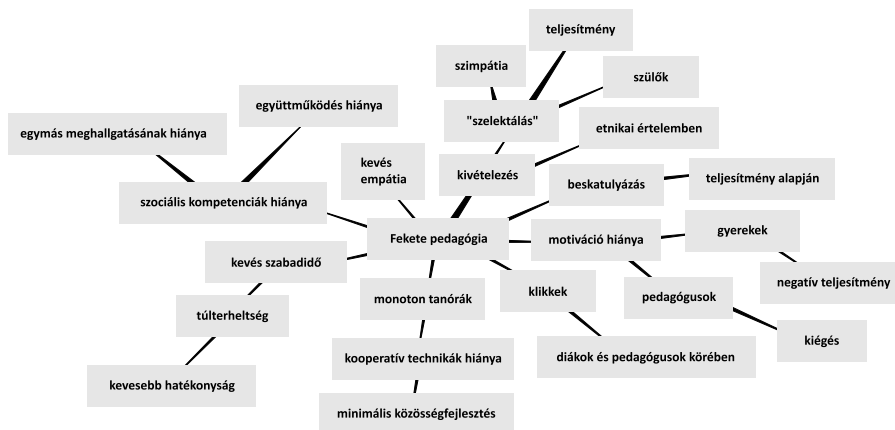 teljesítmény
szimpátia
szülők
együttműködés hiánya
"szelektálás"
egymás meghallgatásának hiánya
etnikai értelemben
kevés
empátia
kivételezés
beskatulyázás
teljesítmény alapján
szociális kompetenciák hiánya
gyerekek
Fekete pedagógia
motiváció hiánya
kevés szabadidő
negatív teljesítmény
monoton tanórák
klikkek
pedagógusok
túlterheltség
kiégés
kooperatív technikák hiánya
diákok és pedagógusok körében
kevesebb hatékonyság
minimális közösségfejlesztés